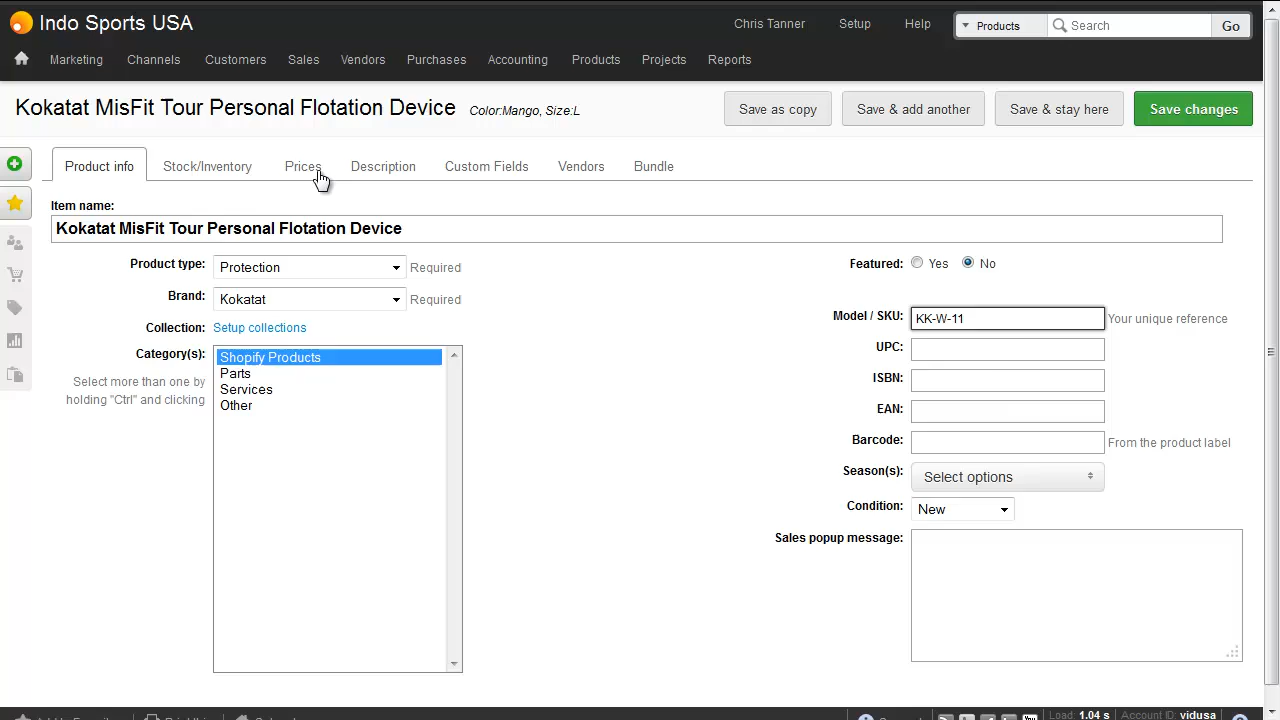 Indo Sports USA
Chris Tanner Setup Help Products Search Go
Marketing Channels Customers Sales Vendors Purchases Accounting Products Projects Reports
Kokatat MisFit Tour Personal Flotation Device Color:Mango, Size:L
Save as copy Save & add another Save & stay here Save changes
Product info Stock/Inventory Prices Description Custom Fields Vendors Bundle
Item name:
Kokatat MisFit Tour Personal Flotation Device
Product type: Protection Required
Featured: Yes No
Brand: Kokatat Required
Model / SKU: KK-W-11 Your unique reference
Collection: Setup collections
UPC:
Category(s): Shopify Products
Parts
Services
Other
Select more than one by
holding "Ctrl" and clicking
ISBN:
EAN:
Barcode: From the product label
Season(s): Select options
Condition: New
Sales popup message:
Load: 1.04 s Account ID: vidusa